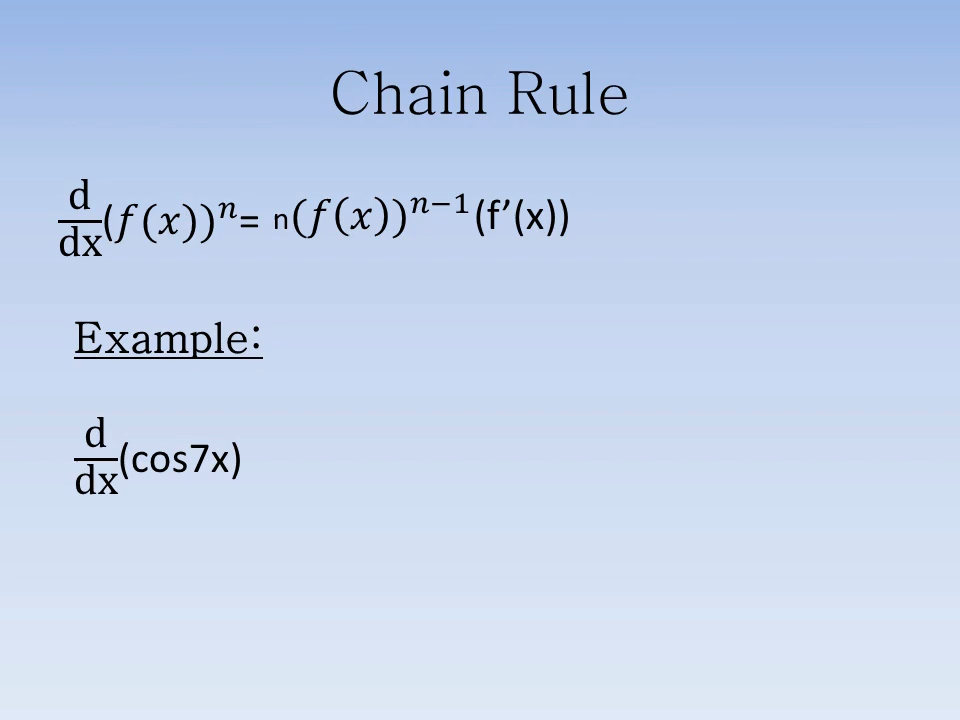 Chain Rule
d/dx(𝑓(𝑥))ⁿ= n(𝑓(𝑥))ⁿ⁻¹(f’(x))
Example:
d/dx(cos7x)